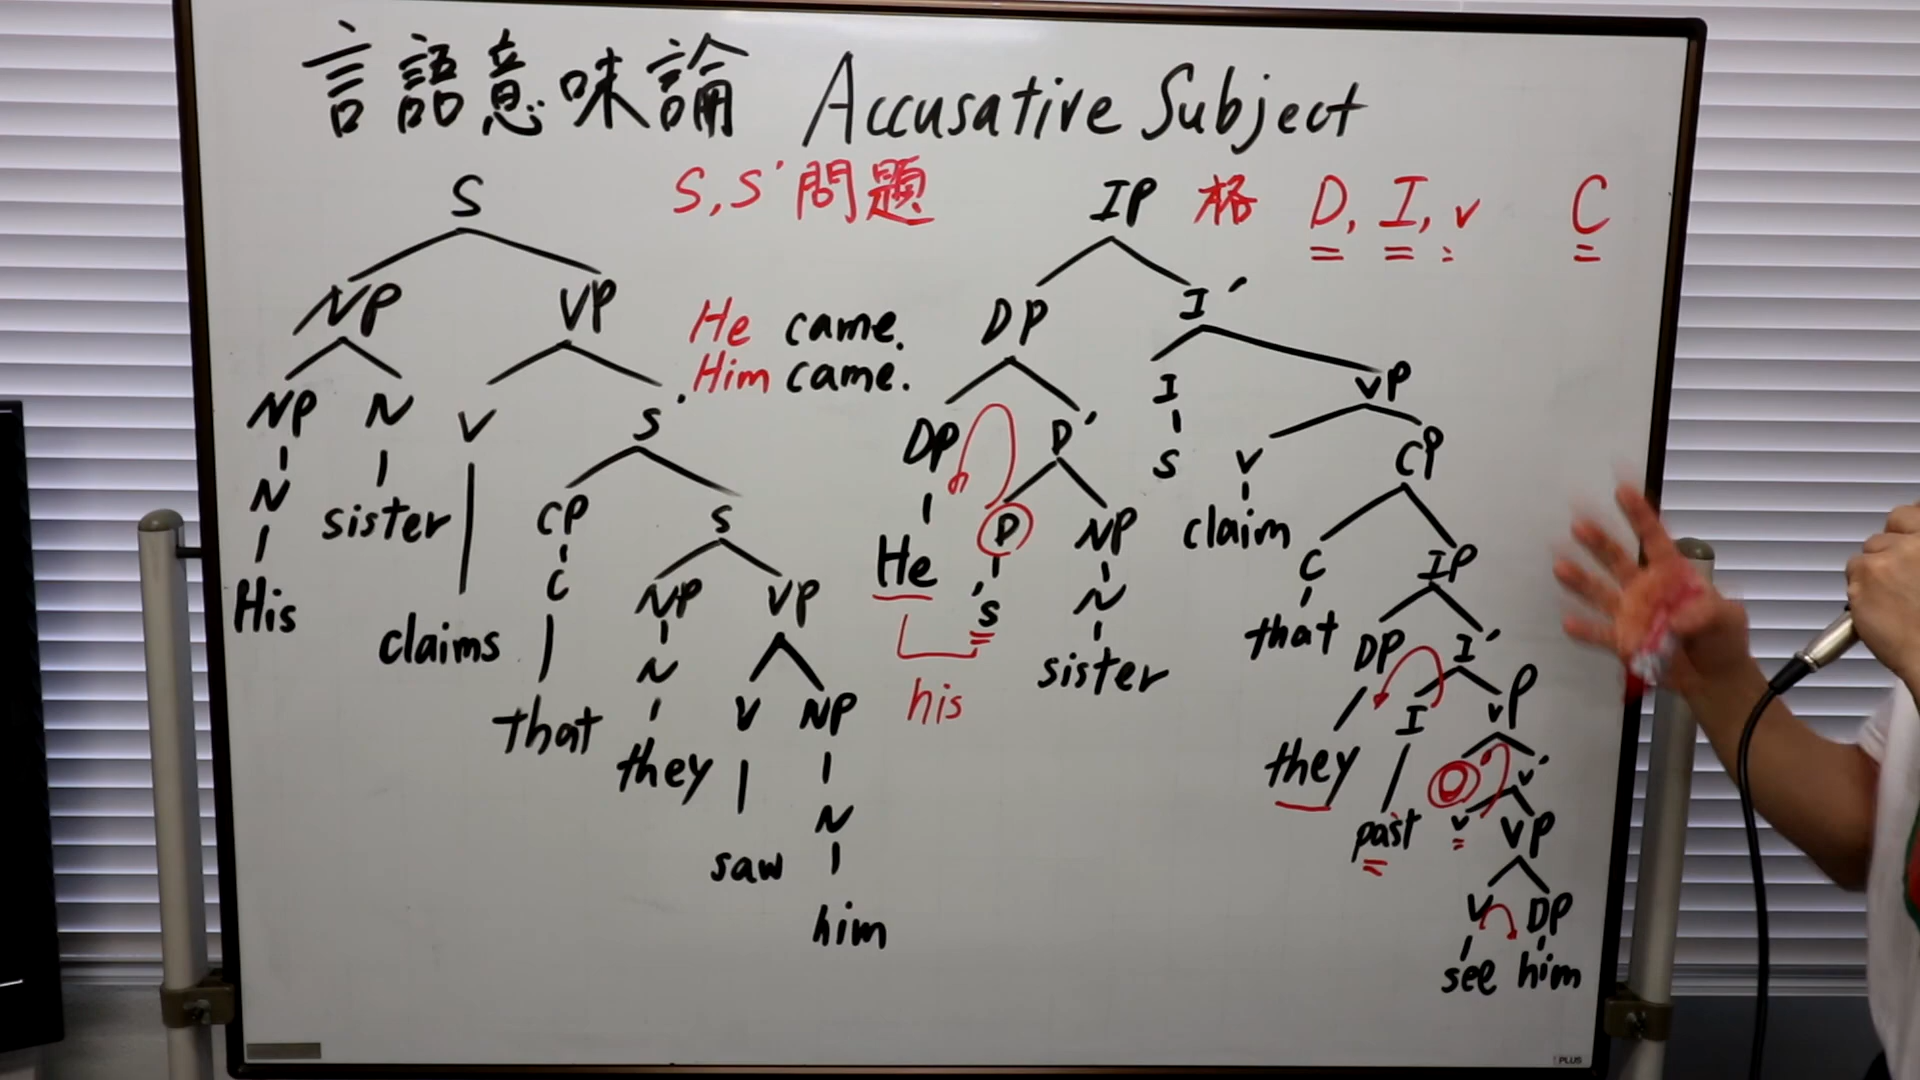 言語意味論 Accusative Subject
S, S' 問題
格 D, I, v C
He came.
Him came.
S
NP VP
NP N V S'
N sister CP S
His claims C NP VP
that N V NP
they saw N
him
IP
DP I'
DP D' I vP
He D NP s v CP
's N claim C IP
his sister that DP I'
they I vP
past O v'
v VP
V DP
see him
PLUS